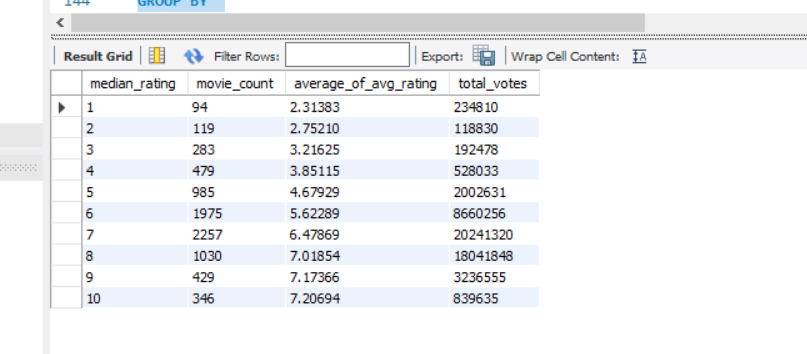 144 GROUP BY
Result Grid Filter Rows: Export: Wrap Cell Content: IA
median_rating movie_count average_of_avg_rating total_votes
1 94 2.31383 234810
2 119 2.75210 118830
3 283 3.21625 192478
4 479 3.85115 528033
5 985 4.67929 2002631
6 1975 5.62289 8660256
7 2257 6.47869 20241320
8 1030 7.01854 18041848
9 429 7.17366 3236555
10 346 7.20694 839635